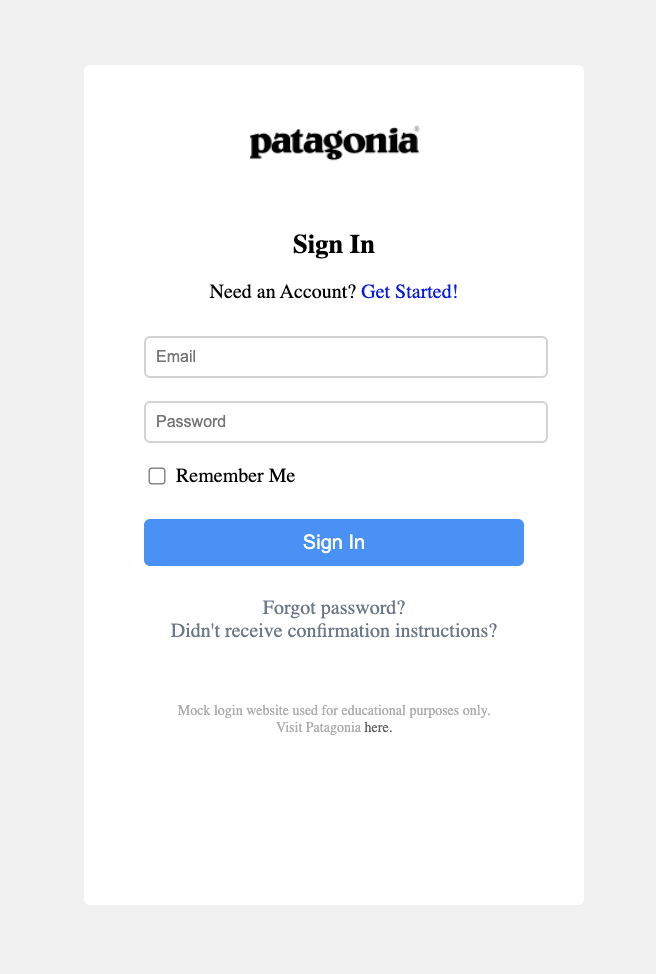 patagonia®
Sign In
Need an Account? Get Started!
Email
Password
Remember Me
Sign In
Forgot password?
Didn't receive confirmation instructions?
Mock login website used for educational purposes only.
Visit Patagonia here.